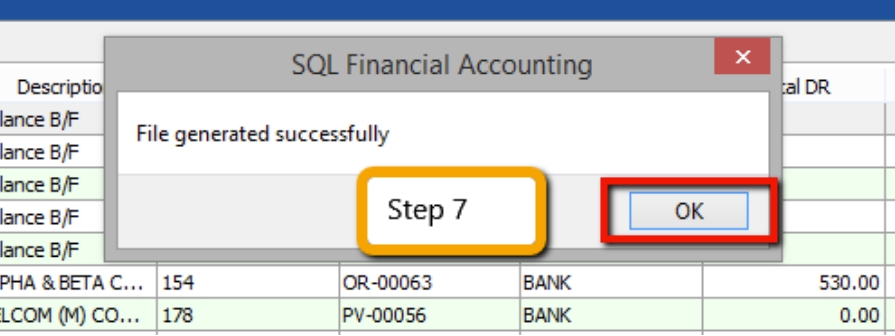 SQL Financial Accounting
Descriptio
tal DR
lance B/F
File generated successfully
lance B/F
lance B/F
lance B/F
Step 7
OK
lance B/F
PHA & BETA C... 154 OR-00063 BANK 530.00
ELCOM (M) CO... 178 PV-00056 BANK 0.00